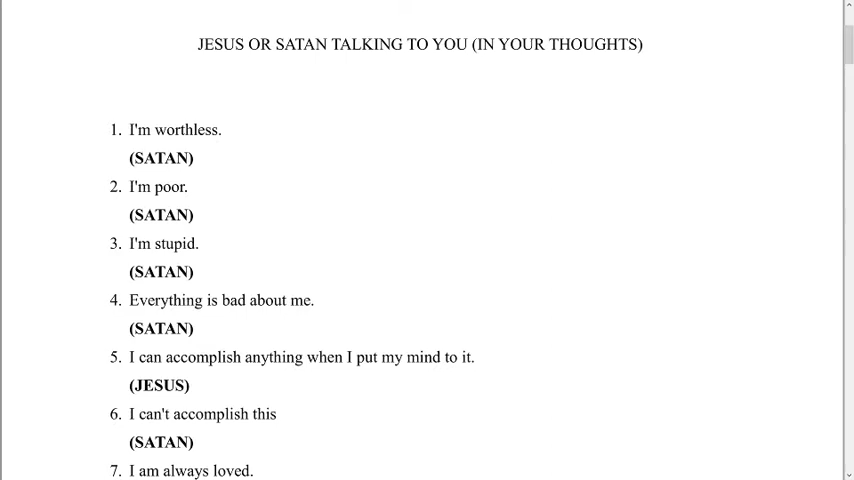 JESUS OR SATAN TALKING TO YOU (IN YOUR THOUGHTS)
1. I'm worthless.
(SATAN)
2. I'm poor.
(SATAN)
3. I'm stupid.
(SATAN)
4. Everything is bad about me.
(SATAN)
5. I can accomplish anything when I put my mind to it.
(JESUS)
6. I can't accomplish this
(SATAN)
7. I am always loved.